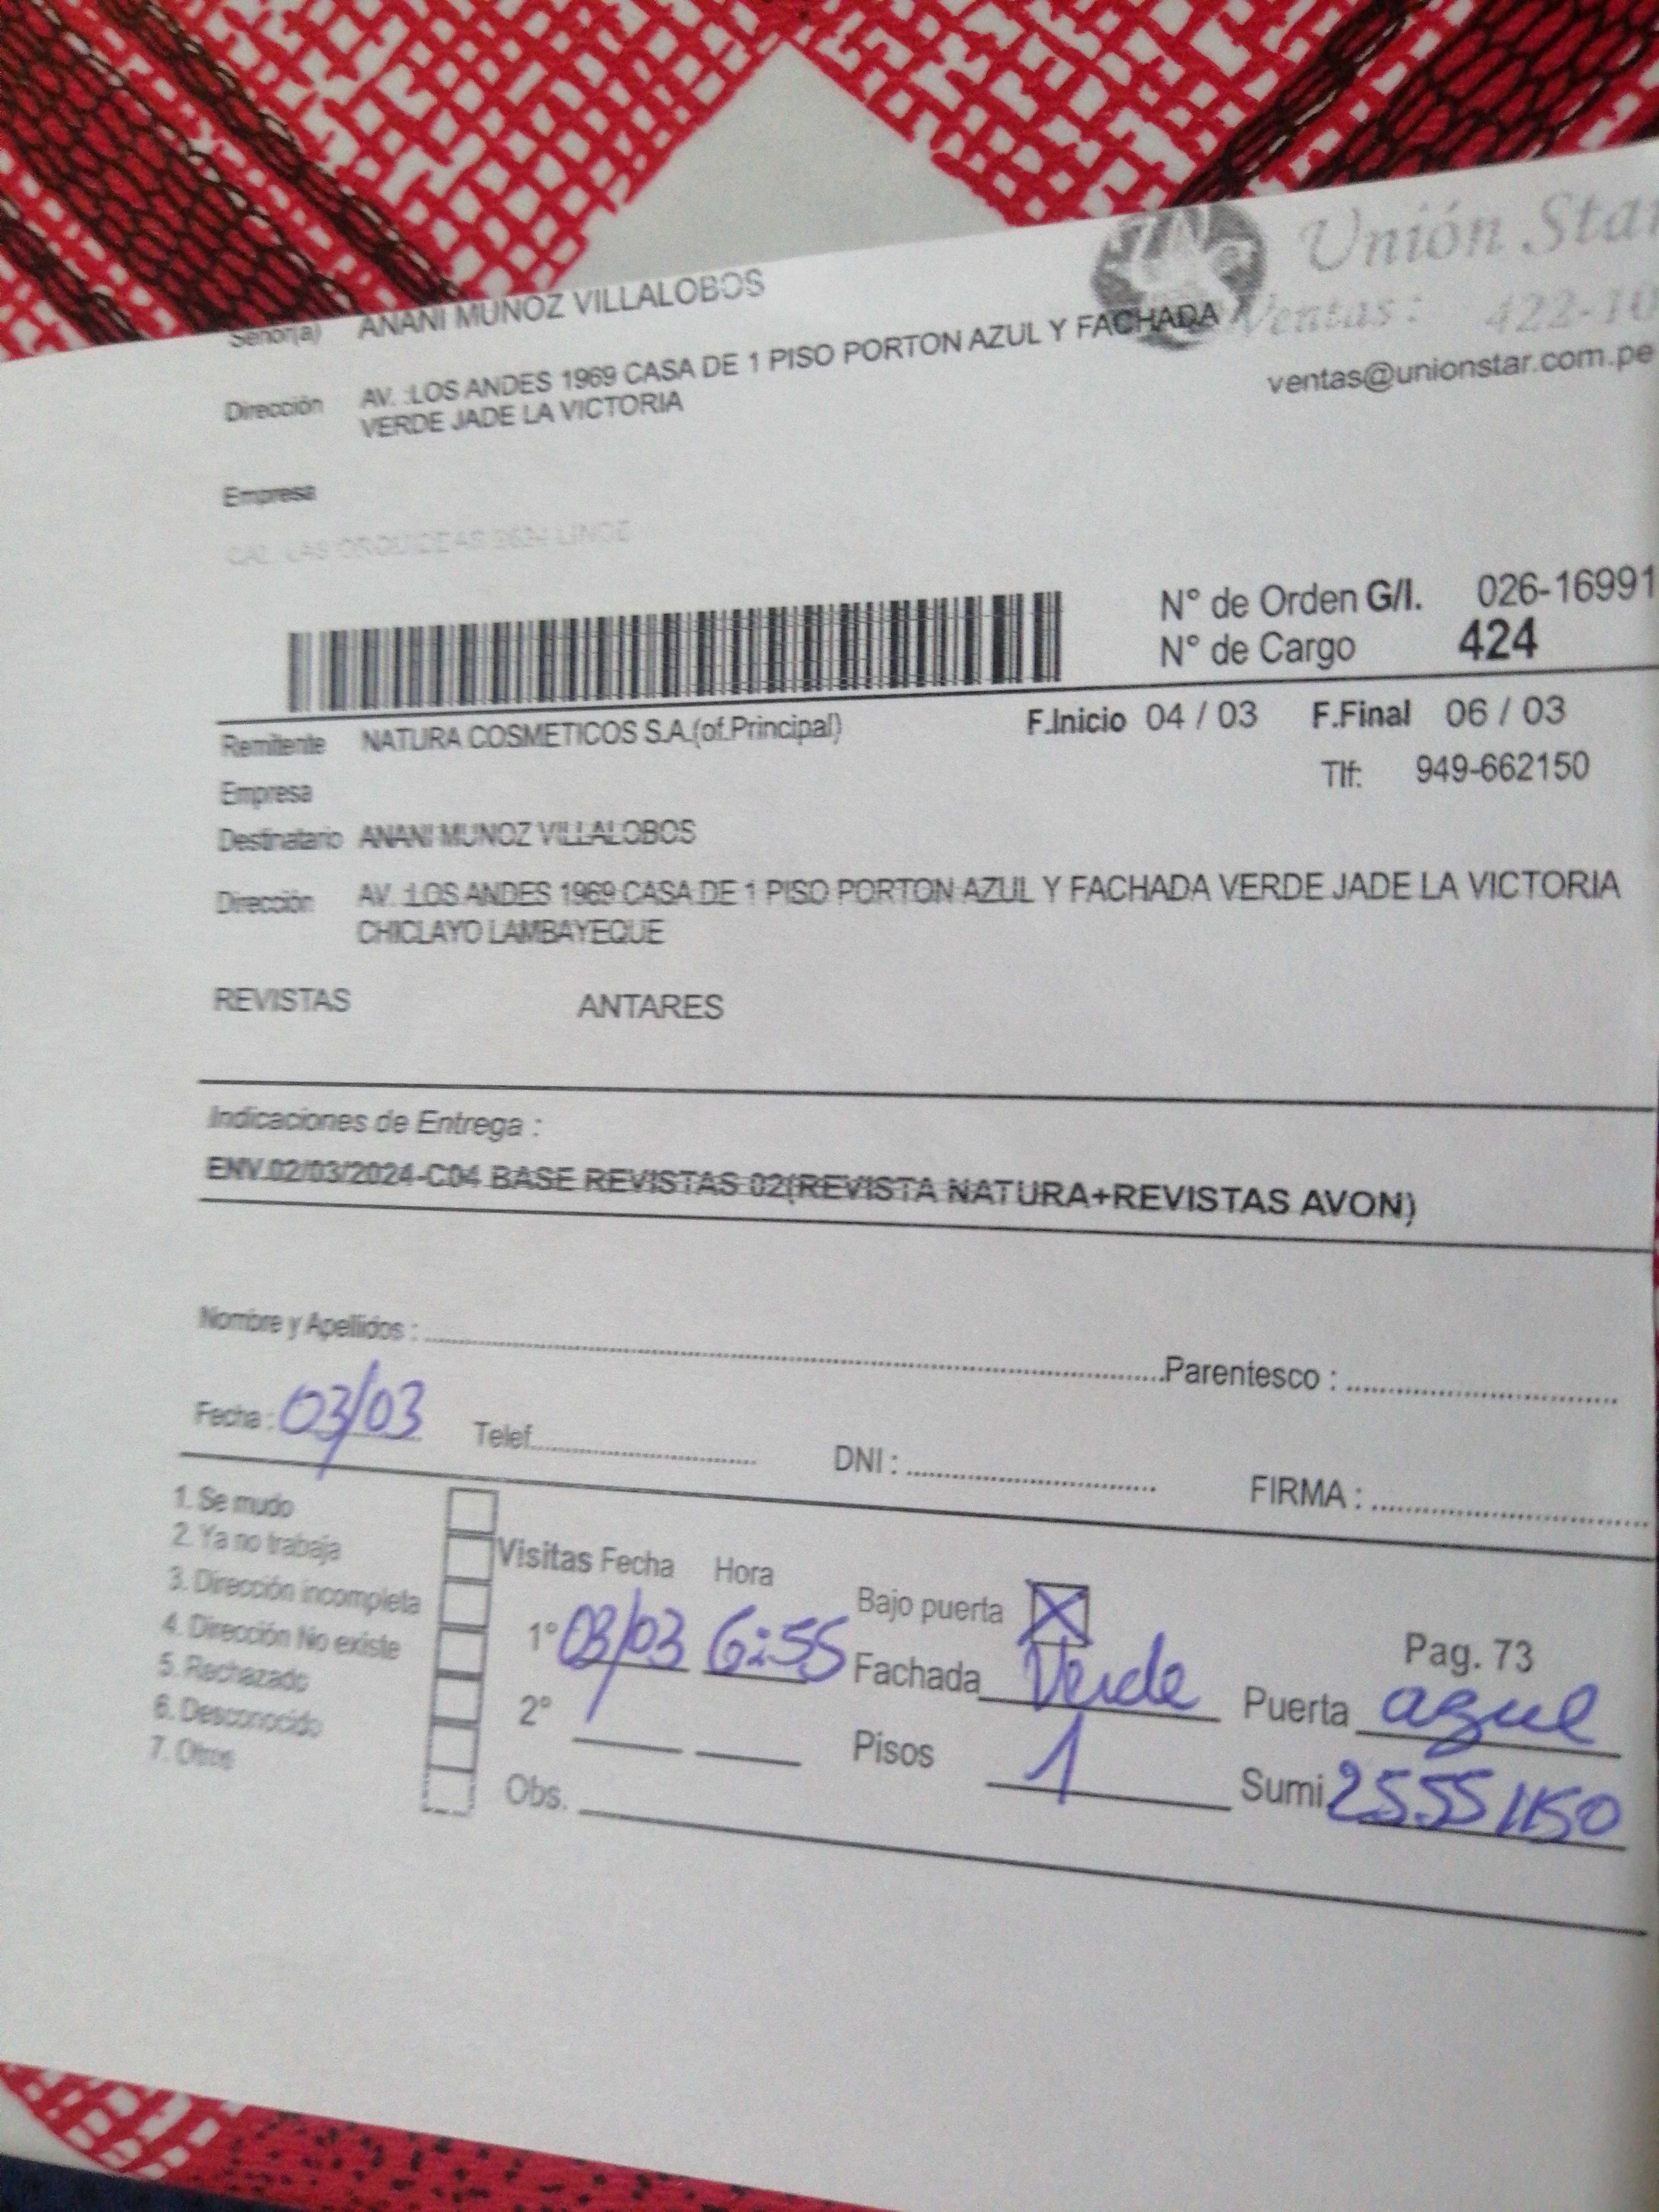 Unión Star
Señor(a) ANANI MUNOZ VILLALOBOS
Ventas: 422-10
Dirección AV. :LOS ANDES 1969 CASA DE 1 PISO PORTON AZUL Y FACHADA
VERDE JADE LA VICTORIA
ventas@unionstar.com.pe
Empresa
CAL LAS ORQUIDEAS LINCE
N° de Orden G/I. 026-16991
N° de Cargo 424
Remitente NATURA COSMETICOS S.A.(of.Principal) F.Inicio 04 / 03 F.Final 06 / 03
Empresa Tlf: 949-662150
Destinatario ANANI MUNOZ VILLALOBOS
Dirección AV. :LOS ANDES 1969 CASA DE 1 PISO PORTON AZUL Y FACHADA VERDE JADE LA VICTORIA
CHICLAYO LAMBAYEQUE
REVISTAS ANTARES
Indicaciones de Entrega :
ENV.02/03/2024-C04 BASE REVISTAS 02(REVISTA NATURA+REVISTAS AVON)
Nombre y Apellidos : Parentesco :
Fecha : 03/03 Telef. DNI : FIRMA :
1. Se mudo
2. Ya no trabaja
3. Dirección incompleta
4. Dirección No existe
5. Rechazado
6. Desconocido
7. Otros
Visitas Fecha Hora
1° 03/03 6:55
2°
Obs.
Bajo puerta X
Fachada Verde
Pisos 1
Pag. 73
Puerta azul
Sumi 25551150